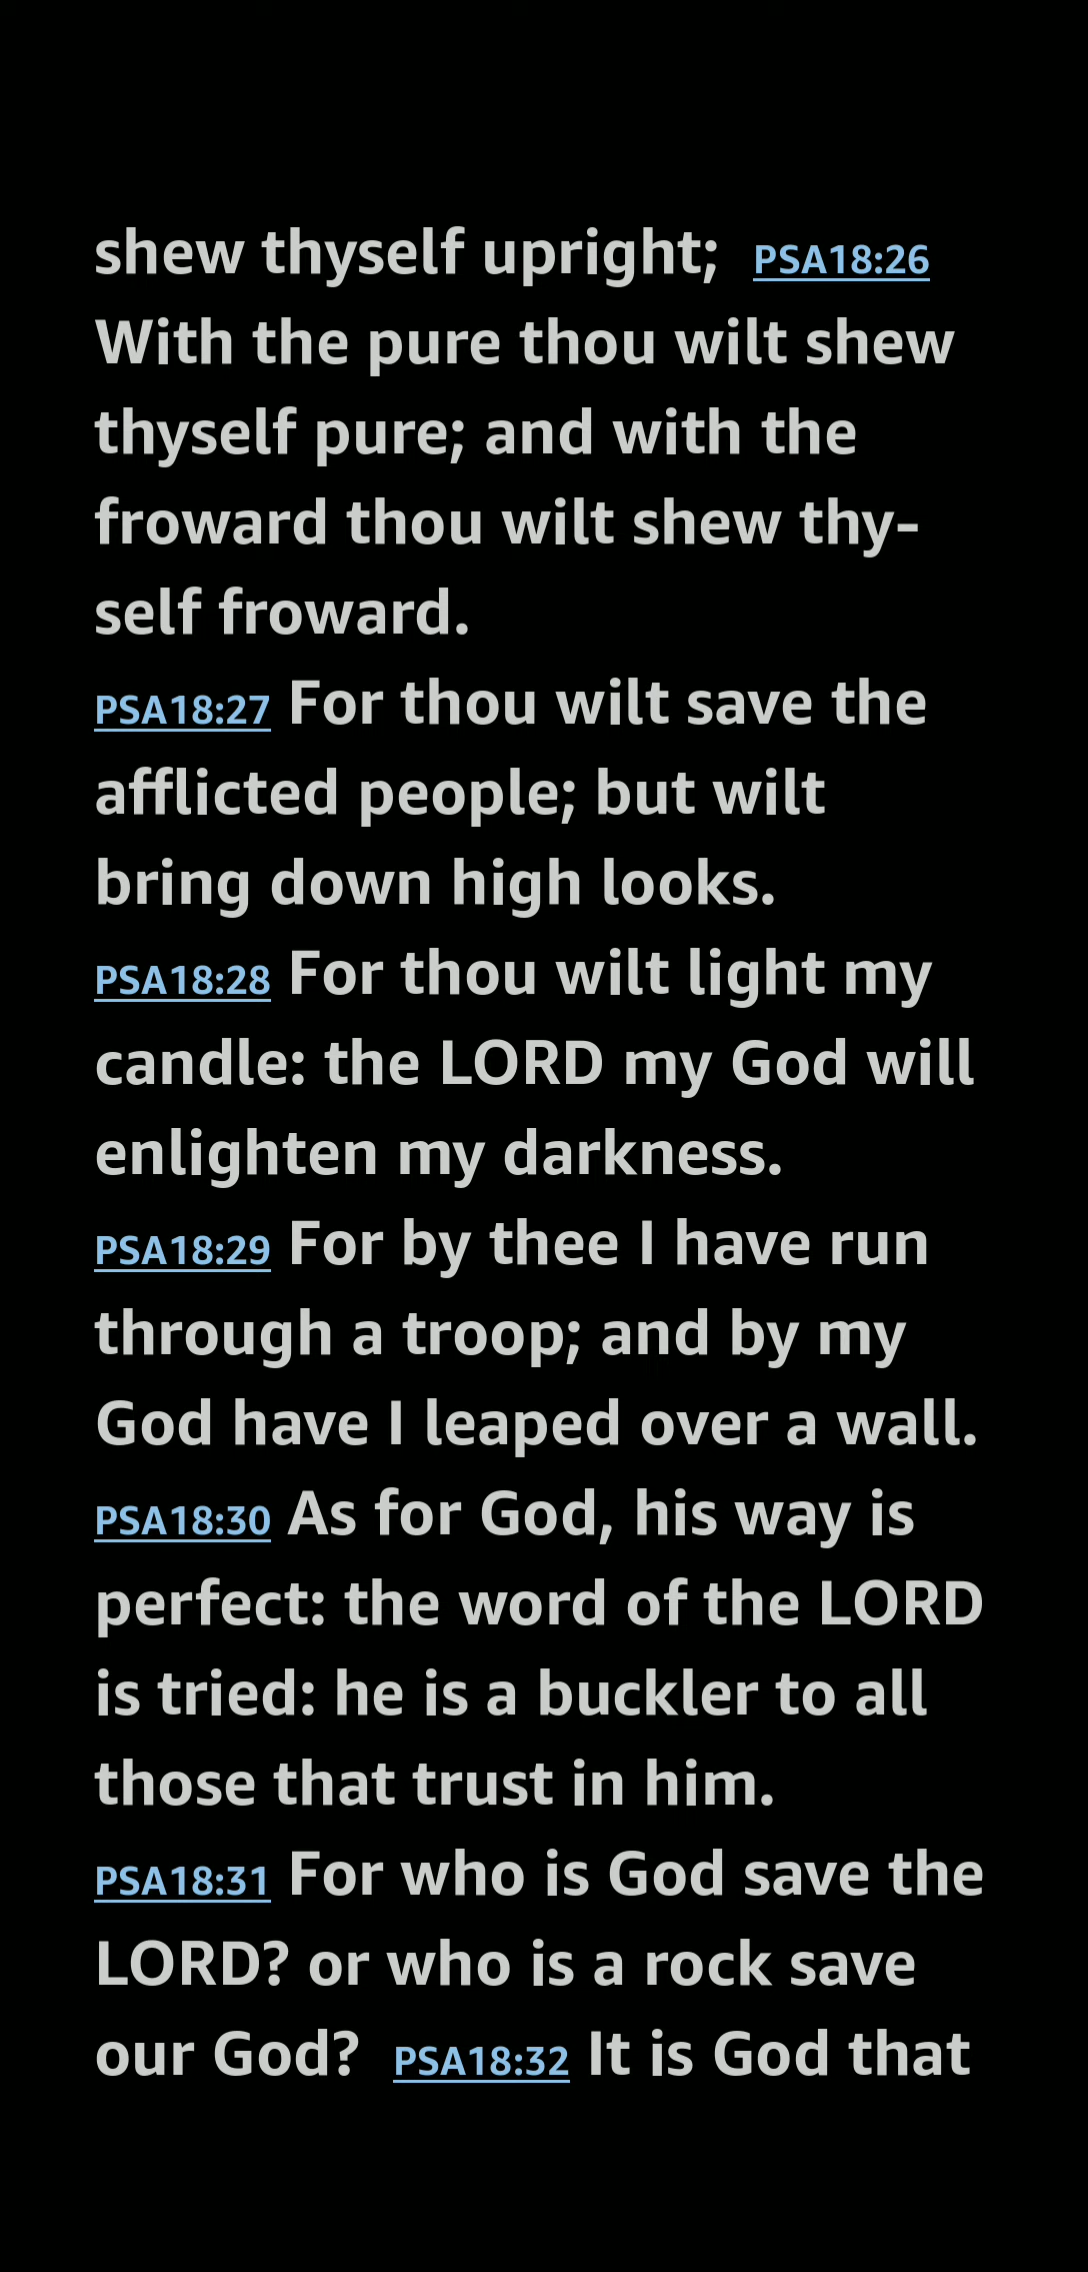 shew thyself upright; PSA18:26
With the pure thou wilt shew
thyself pure; and with the
froward thou wilt shew thy-
self froward.
PSA18:27 For thou wilt save the
afflicted people; but wilt
bring down high looks.
PSA18:28 For thou wilt light my
candle: the LORD my God will
enlighten my darkness.
PSA18:29 For by thee I have run
through a troop; and by my
God have I leaped over a wall.
PSA18:30 As for God, his way is
perfect: the word of the LORD
is tried: he is a buckler to all
those that trust in him.
PSA18:31 For who is God save the
LORD? or who is a rock save
our God? PSA18:32 It is God that